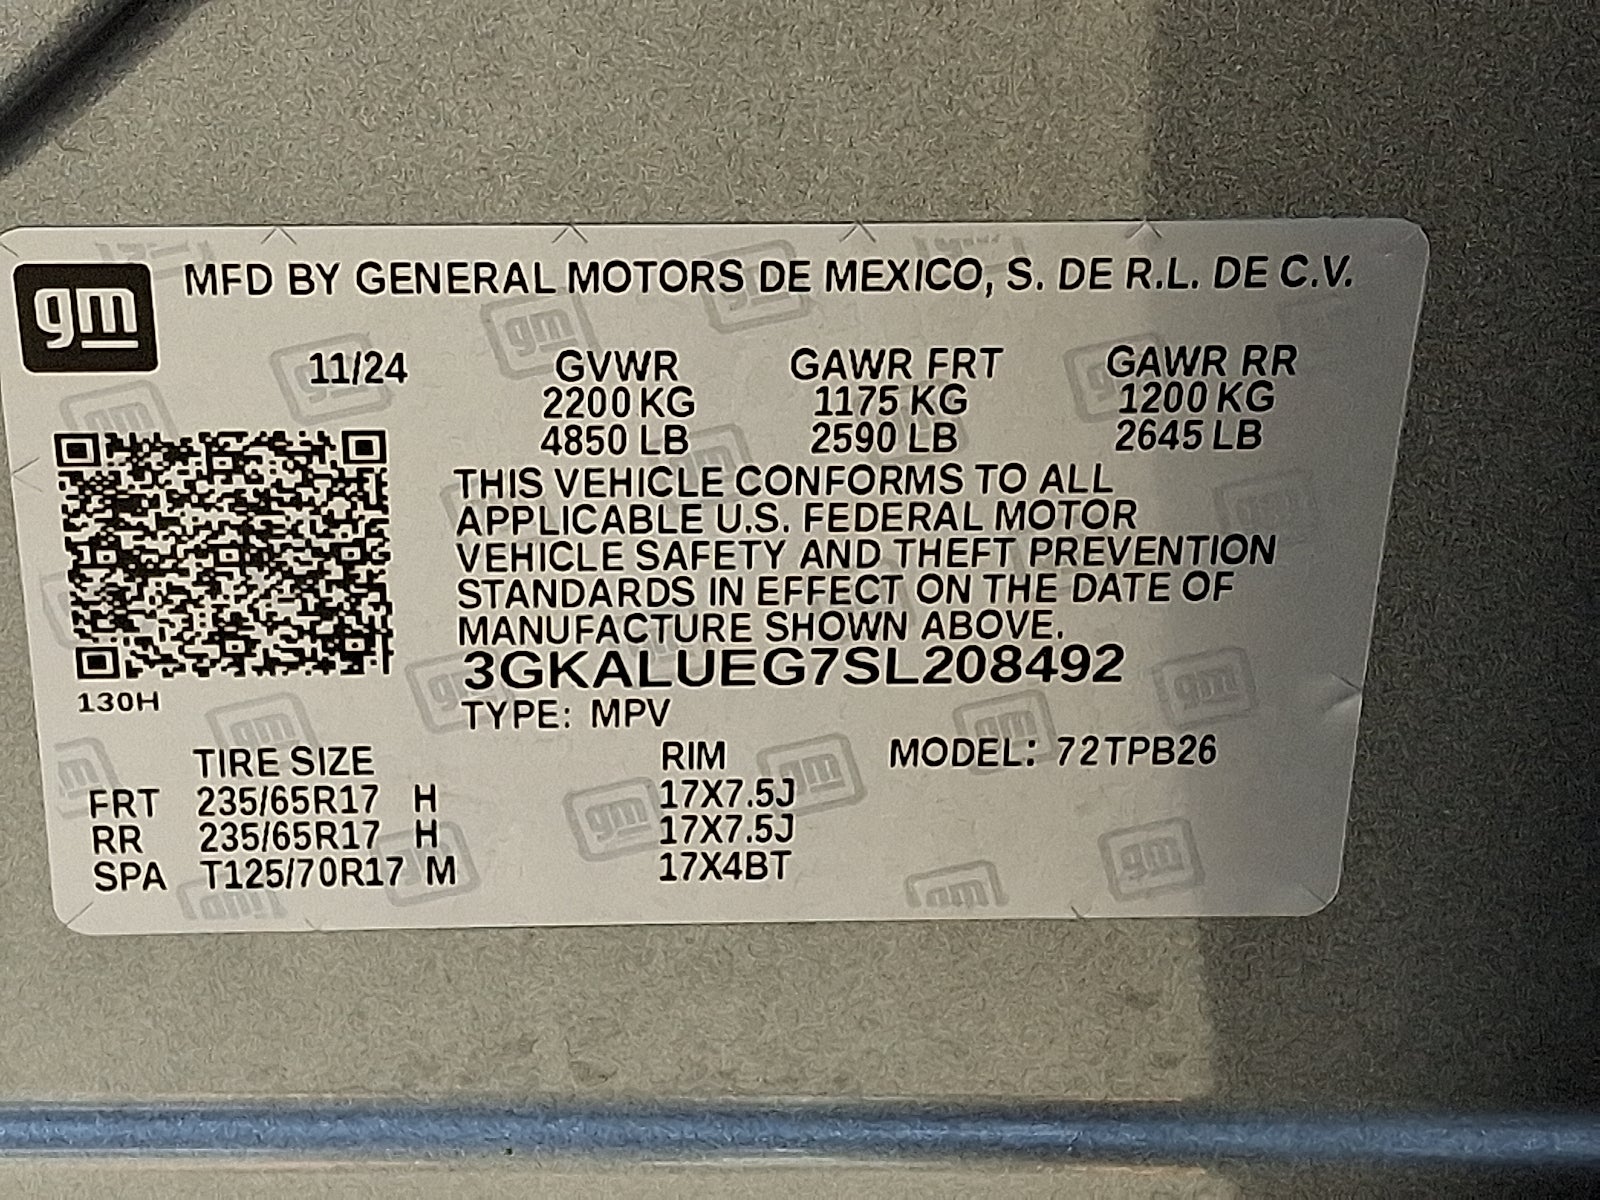 gm MFD BY GENERAL MOTORS DE MEXICO, S. DE R.L. DE C.V.
11/24 GVWR GAWR FRT GAWR RR
2200 KG 1175 KG 1200 KG
4850 LB 2590 LB 2645 LB
THIS VEHICLE CONFORMS TO ALL
APPLICABLE U.S. FEDERAL MOTOR
VEHICLE SAFETY AND THEFT PREVENTION
STANDARDS IN EFFECT ON THE DATE OF
MANUFACTURE SHOWN ABOVE.
3GKALUEG7SL208492
130H
TYPE: MPV
TIRE SIZE RIM MODEL: 72TPB26
FRT 235/65R17 H 17X7.5J
RR 235/65R17 H 17X7.5J
SPA T125/70R17 M 17X4BT